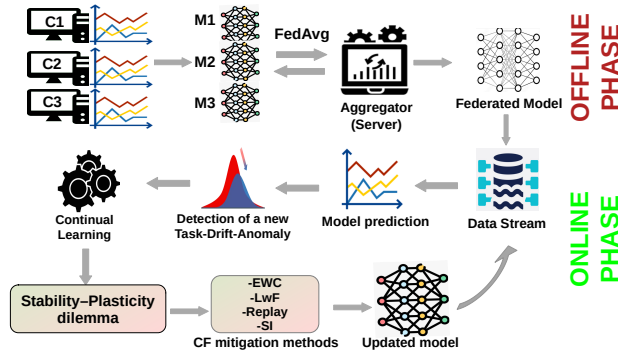 C1
C2
C3
M1
M2
M3
FedAvg
Aggregator
(Server)
Federated Model
OFFLINE
PHASE
Continual
Learning
Detection of a new
Task-Drift-Anomaly
Model prediction
Data Stream
ONLINE
PHASE
Stability–Plasticity
dilemma
-EWC
-LwF
-Replay
-SI
CF mitigation methods
Updated model